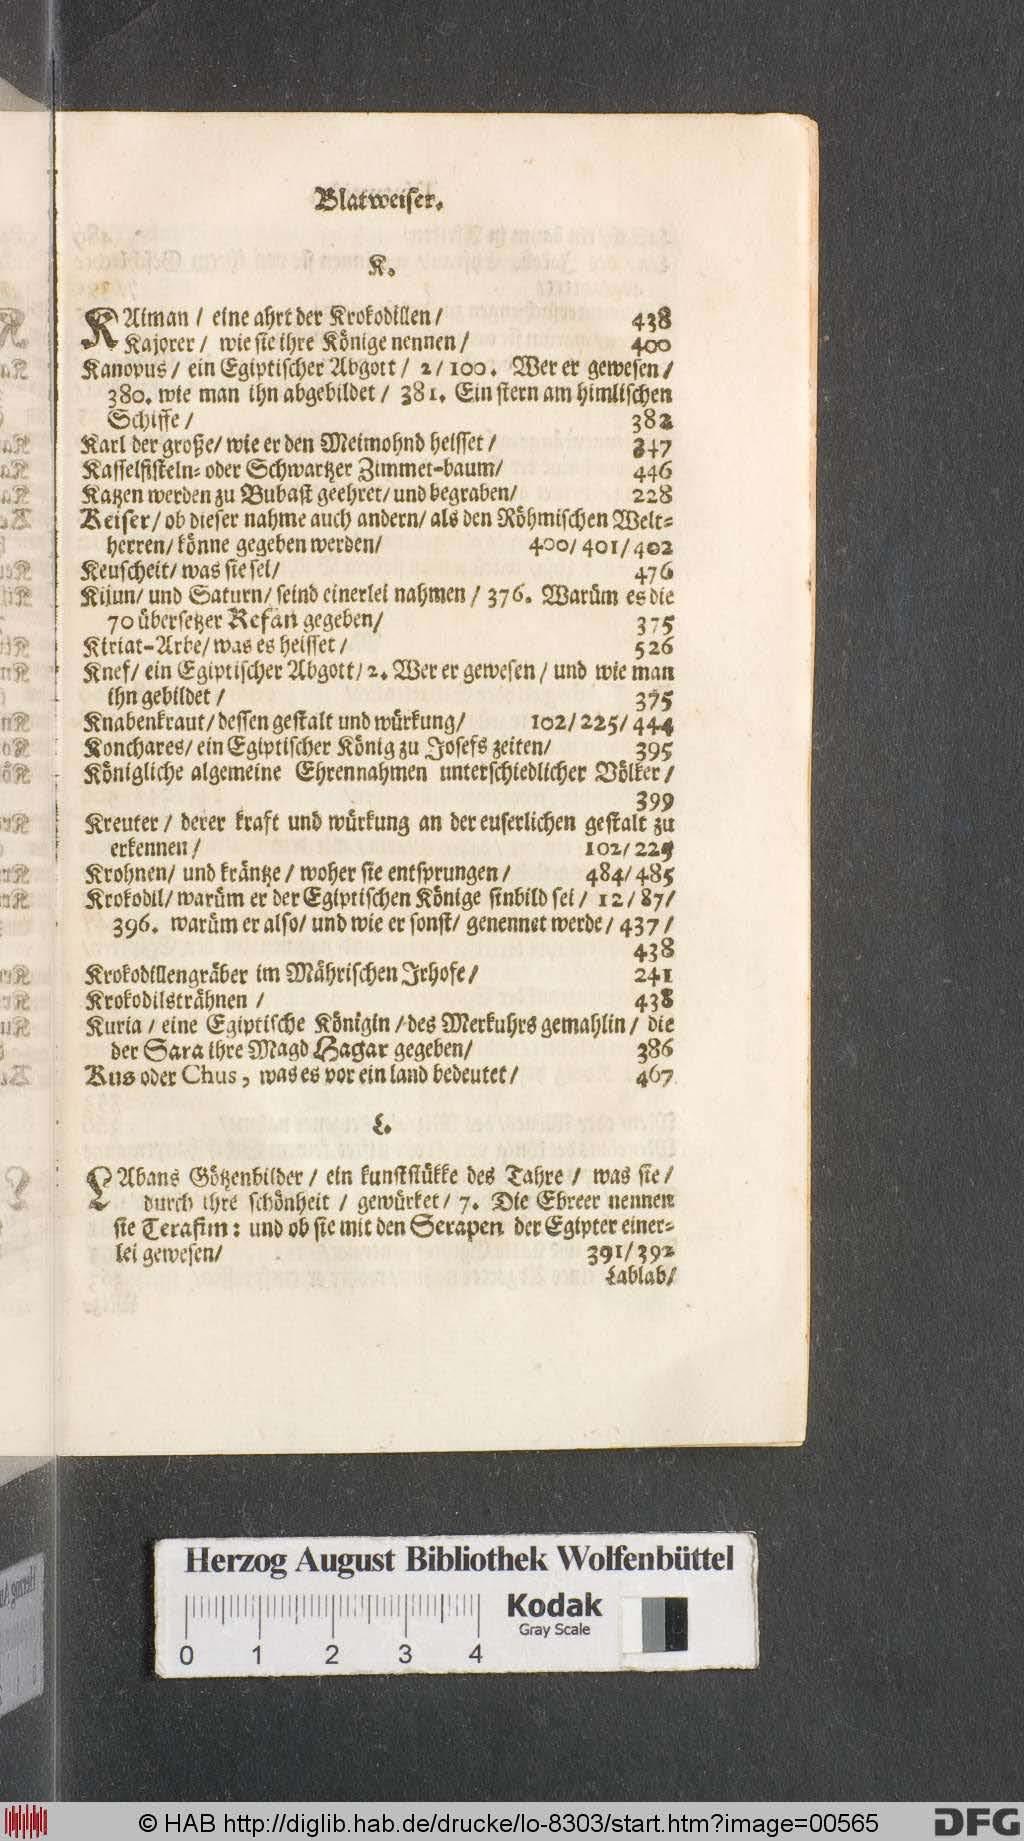 Blatweiser.
K.
KAiman / eine ahrt der Krokodillen / 438
Kajorer / wie sie ihre Könige nennen / 400
Kanopus / ein Egiptischer Abgott / 2 / 100. Wer er gewesen /
380. wie man ihn abgebildet / 381. Ein stern am himlischen
Schiffe / 382
Karl der große / wie er den Meimohnd heisset / 347
Kasselfisteln- oder Schwartzer Zimmet-baum / 446
Katzen werden zu Bubast geehret / und begraben / 228
Keiser / ob dieser nahme auch andern / als den Röhmischen Welt-
herren / könne gegeben werden / 400 / 401 / 402
Keuscheit / was sie sei / 476
Kijun / und Saturn / seind einerlei nahmen / 376. Warüm es die
70 übersetzer Refan gegeben / 375
Kiriat-Arbe / was es heisset / 526
Knef / ein Egiptischer Abgott / 2. Wer er gewesen / und wie man
ihn gebildet / 375
Knabenkraut / dessen gestalt und würkung / 102 / 225 / 444
Konchares / ein Egiptischer König zu Josefs zeiten / 395
Königliche algemeine Ehrennahmen unterschiedlicher Völker /
399
Kreuter / derer kraft und würkung an der euserlichen gestalt zu
erkennen / 102 / 225
Krohnen / und kräntze / woher sie entsprungen / 484 / 485
Krokodil / warüm er der Egiptischen Könige sinbild sei / 12 / 87 /
396. warüm er also / und wie er sonst / genennet werde / 437 /
438
Krokodillengräber im Mährischen Irhofe / 241
Krokodilsträhnen / 438
Kuria / eine Egiptische Königin / des Merkuhrs gemahlin / die
der Sara ihre Magd Hagar gegeben / 386
Kus oder Chus, was es vor ein land bedeutet / 467
L.
LAbans Götzenbilder / ein kunststükke des Tahre / was sie /
durch ihre schönheit / gewürket / 7. Die Ebreer nennen
sie Terafim: und ob sie mit den Serapen der Egipter einer-
lei gewesen / 391 / 392
Lablab /
Herzog August Bibliothek Wolfenbüttel
Kodak
Gray Scale
0 1 2 3 4
© HAB http://diglib.hab.de/drucke/lo-8303/start.htm?image=00565
DFG